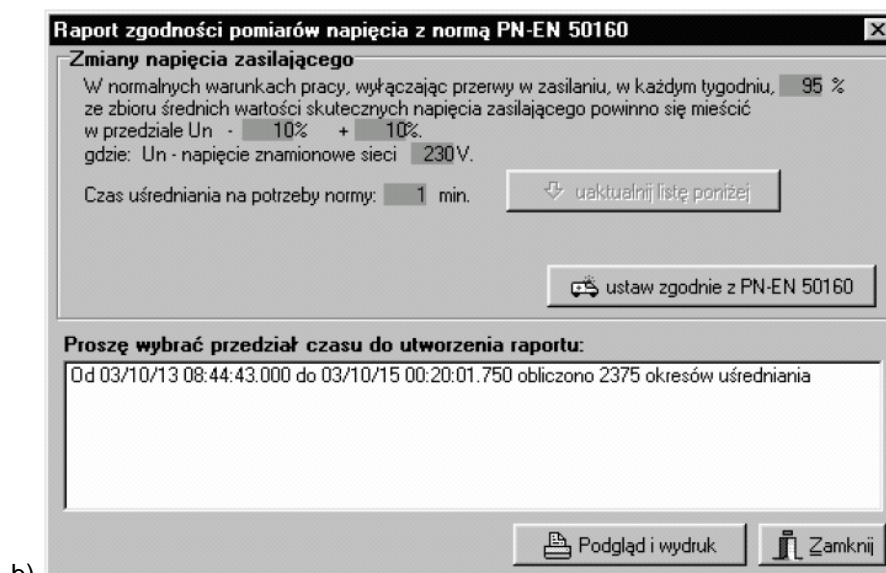 Raport zgodności pomiarów napięcia z normą PN-EN 50160
Zmiany napięcia zasilającego
W normalnych warunkach pracy, wyłączając przerwy w zasilaniu, w każdym tygodniu, 95 %
ze zbioru średnich wartości skutecznych napięcia zasilającego powinno się mieścić
w przedziale Un - 10% + 10%.
gdzie: Un - napięcie znamionowe sieci 230 V.
Czas uśredniania na potrzeby normy: 1 min.
uaktualnij listę poniżej
ustaw zgodnie z PN-EN 50160
Proszę wybrać przedział czasu do utworzenia raportu:
Od 03/10/13 08:44:43.000 do 03/10/15 00:20:01.750 obliczono 2375 okresów uśredniania
Podgląd i wydruk
Zamknij
b)